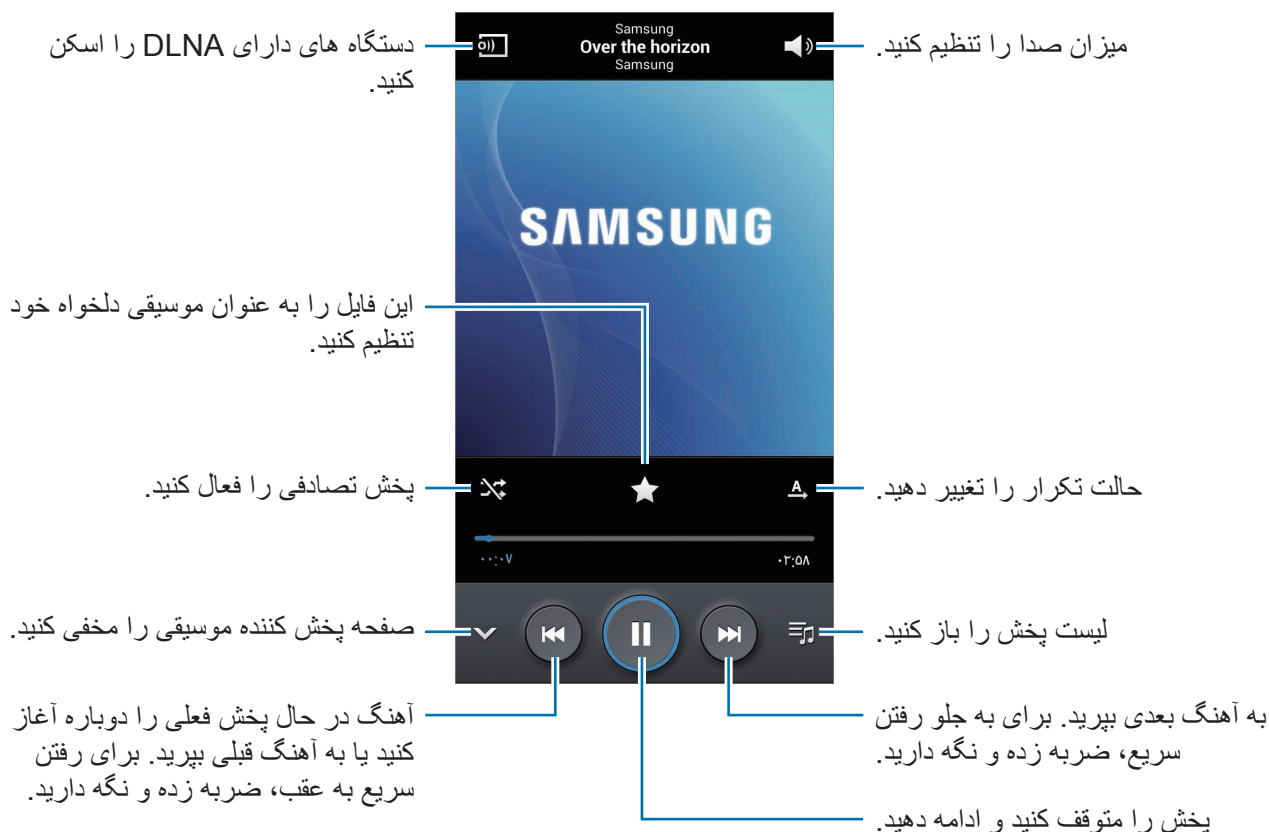 Samsung
Over the horizon
Samsung
میزان صدا را تنظیم کنید.
دستگاه های دارای DLNA را اسکن
کنید.
SAMSUNG
این فایل را به عنوان موسیقی دلخواه خود
تنظیم کنید.
حالت تکرار را تغییر دهید.
A
پخش تصادفی را فعال کنید.
۰۰:۰۷
۰۲:۵۸
لیست پخش را باز کنید.
صفحه پخش کننده موسیقی را مخفی کنید.
به آهنگ بعدی بپرید. برای به جلو رفتن
سریع، ضربه زده و نگه دارید.
آهنگ در حال پخش فعلی را دوباره آغاز
کنید یا به آهنگ قبلی بپرید. برای رفتن
سریع به عقب، ضربه زده و نگه دارید.
پخش را متوقف کنید و ادامه دهید.